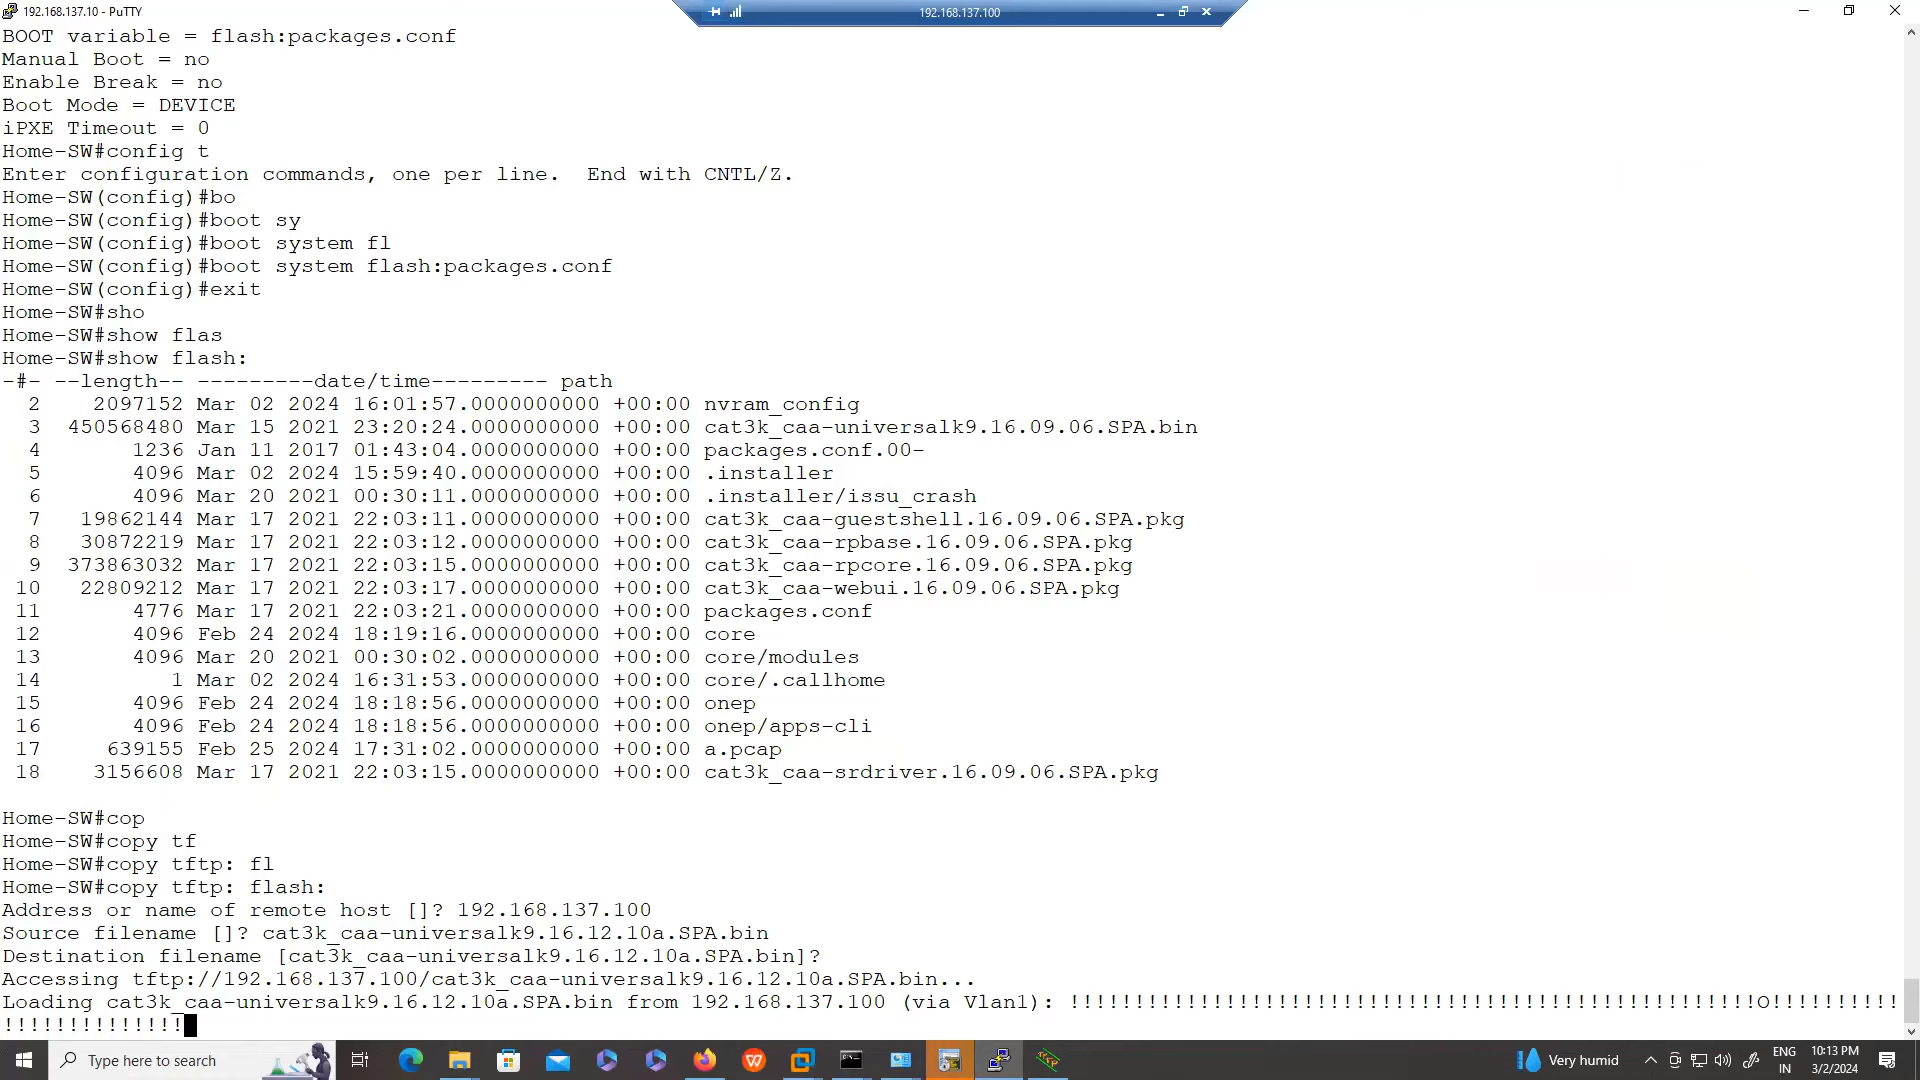 192.168.137.10 - PuTTY
192.168.137.100
BOOT variable = flash:packages.conf
Manual Boot = no
Enable Break = no
Boot Mode = DEVICE
iPXE Timeout = 0
Home-SW#config t
Enter configuration commands, one per line.  End with CNTL/Z.
Home-SW(config)#bo
Home-SW(config)#boot sy
Home-SW(config)#boot system fl
Home-SW(config)#boot system flash:packages.conf
Home-SW(config)#exit
Home-SW#sho
Home-SW#show flas
Home-SW#show flash:
-#- --length-- ---------date/time--------- path
2 2097152 Mar 02 2024 16:01:57.0000000000 +00:00 nvram_config
3 450568480 Mar 15 2021 23:20:24.0000000000 +00:00 cat3k_caa-universalk9.16.09.06.SPA.bin
4 1236 Jan 11 2017 01:43:04.0000000000 +00:00 packages.conf.00-
5 4096 Mar 02 2024 15:59:40.0000000000 +00:00 .installer
6 4096 Mar 20 2021 00:30:11.0000000000 +00:00 .installer/issu_crash
7 19862144 Mar 17 2021 22:03:11.0000000000 +00:00 cat3k_caa-guestshell.16.09.06.SPA.pkg
8 30872219 Mar 17 2021 22:03:12.0000000000 +00:00 cat3k_caa-rpbase.16.09.06.SPA.pkg
9 373863032 Mar 17 2021 22:03:15.0000000000 +00:00 cat3k_caa-rpcore.16.09.06.SPA.pkg
10 22809212 Mar 17 2021 22:03:17.0000000000 +00:00 cat3k_caa-webui.16.09.06.SPA.pkg
11 4776 Mar 17 2021 22:03:21.0000000000 +00:00 packages.conf
12 4096 Feb 24 2024 18:19:16.0000000000 +00:00 core
13 4096 Mar 20 2021 00:30:02.0000000000 +00:00 core/modules
14 1 Mar 02 2024 16:31:53.0000000000 +00:00 core/.callhome
15 4096 Feb 24 2024 18:18:56.0000000000 +00:00 onep
16 4096 Feb 24 2024 18:18:56.0000000000 +00:00 onep/apps-cli
17 639155 Feb 25 2024 17:31:02.0000000000 +00:00 a.pcap
18 3156608 Mar 17 2021 22:03:15.0000000000 +00:00 cat3k_caa-srdriver.16.09.06.SPA.pkg
Home-SW#cop
Home-SW#copy tf
Home-SW#copy tftp: fl
Home-SW#copy tftp: flash:
Address or name of remote host []? 192.168.137.100
Source filename []? cat3k_caa-universalk9.16.12.10a.SPA.bin
Destination filename [cat3k_caa-universalk9.16.12.10a.SPA.bin]?
Accessing tftp://192.168.137.100/cat3k_caa-universalk9.16.12.10a.SPA.bin...
Loading cat3k_caa-universalk9.16.12.10a.SPA.bin from 192.168.137.100 (via Vlan1): !!!!!!!!!!!!!!!!!!!!!!!!!!!!!!!!!!!!!!!!!!!!!!!!!!!!!O!!!!!!!!!!
!!!!!!!!!!!!!!
Type here to search
Very humid
ENG
IN
10:13 PM
3/2/2024